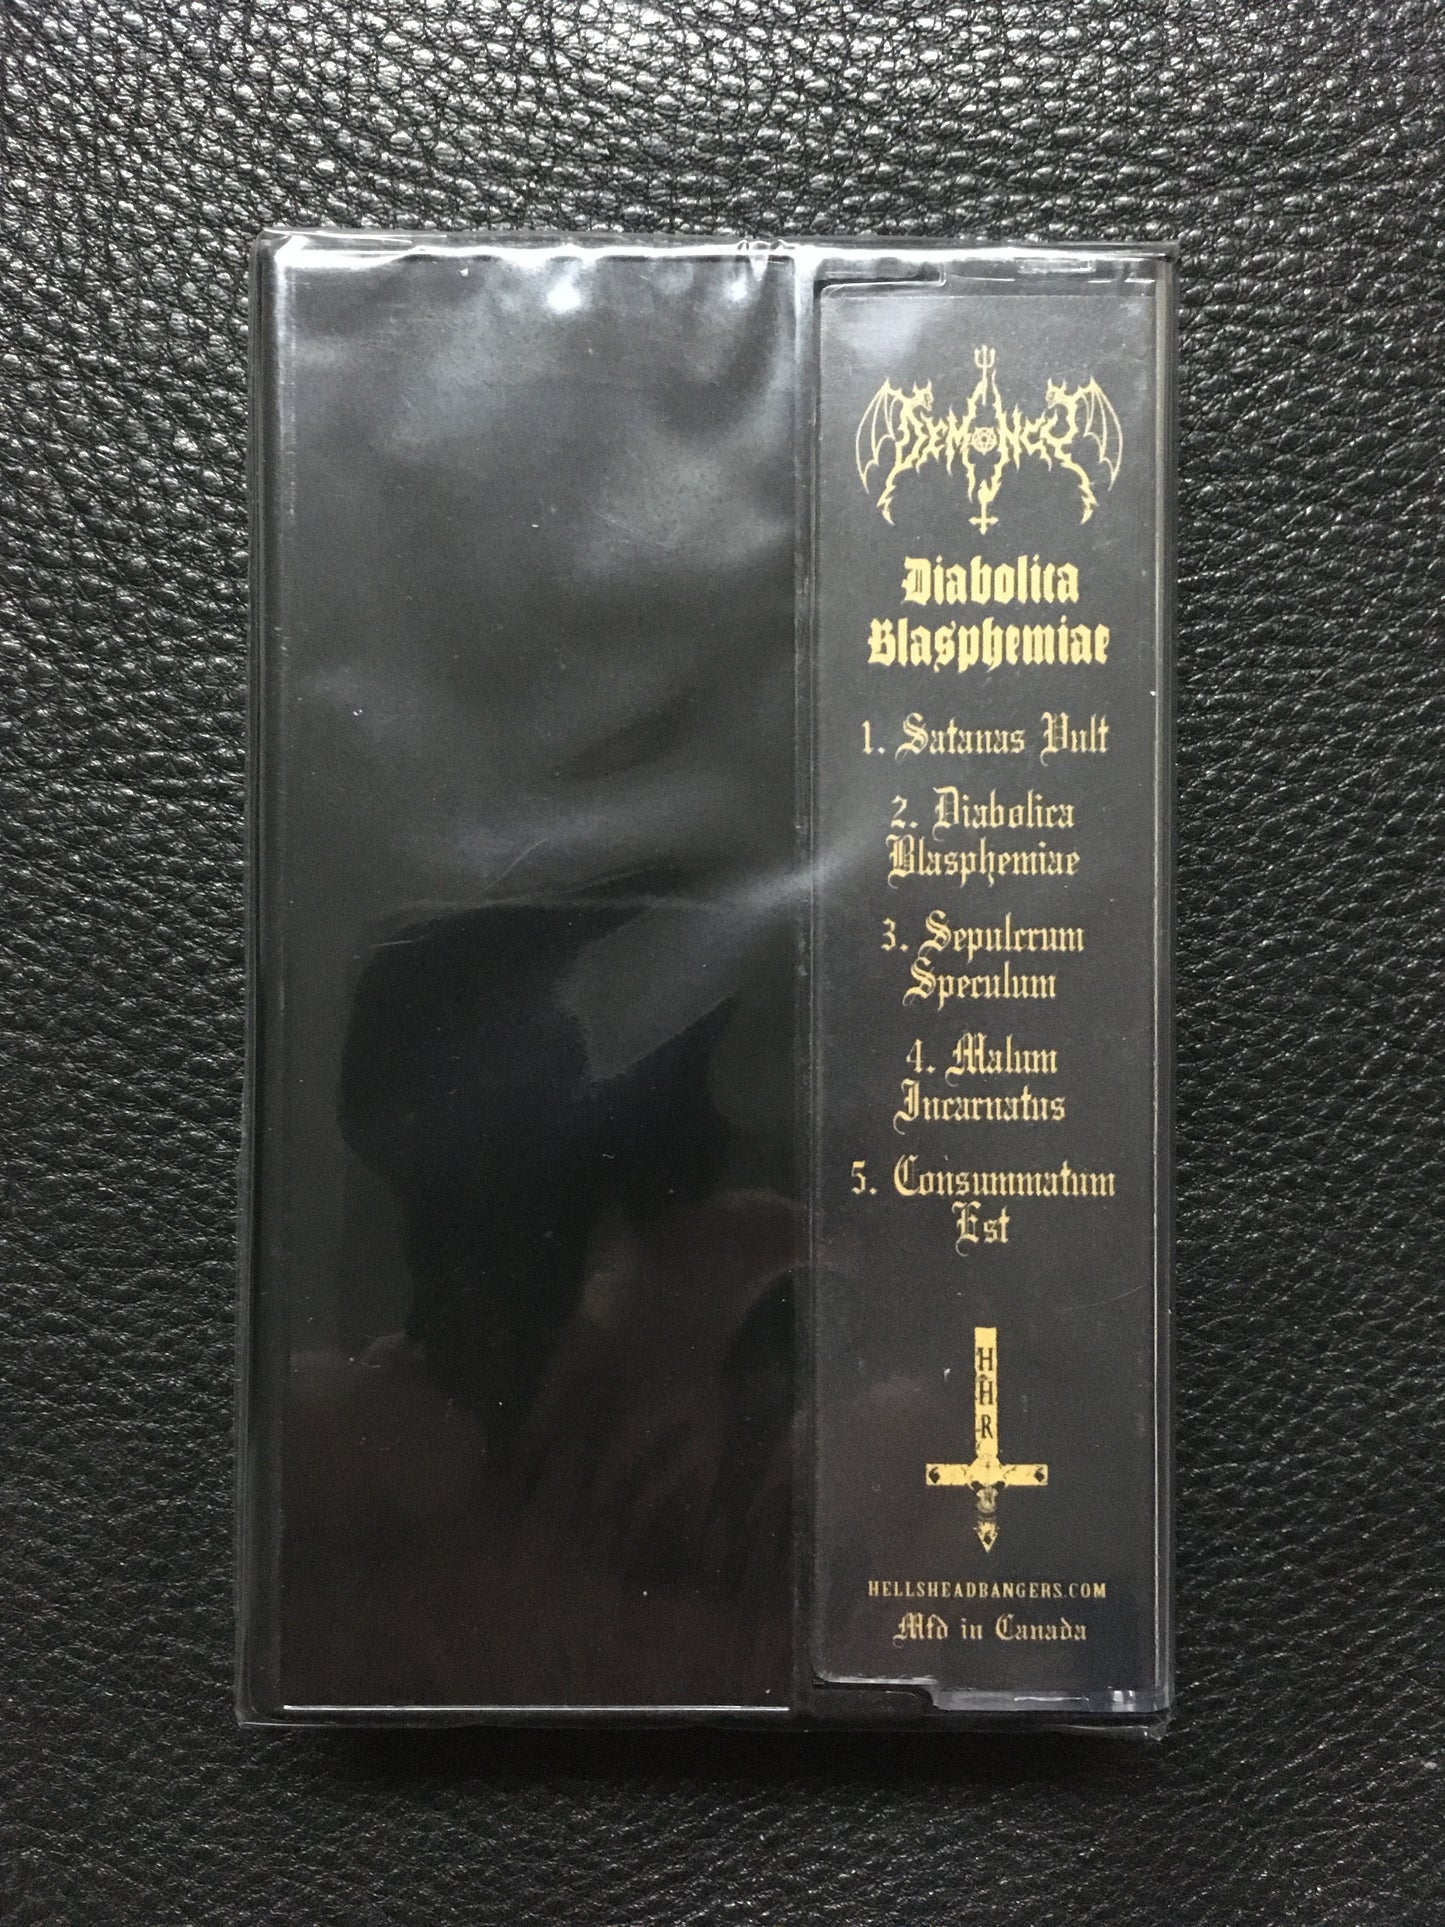 Demoncy
Diabolica
Blasphemiae
1. Satanas Vult
2. Diabolica
Blasphemiae
3. Sepulcrum
Speculum
4. Malum
Incarnatus
5. Consummatum
Est
H
H
R
HELLSHEADBANGERS.COM
Mfd in Canada